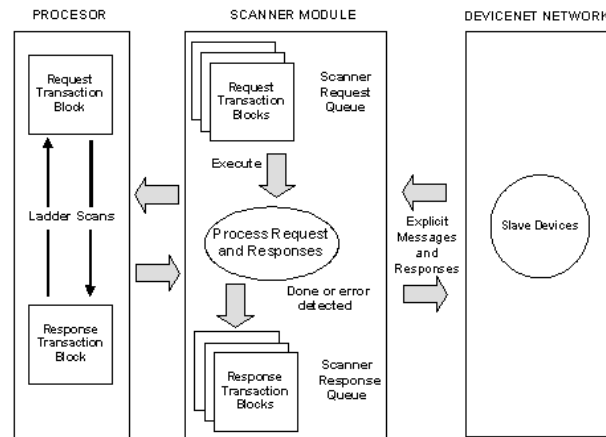 PROCESOR
SCANNER MODULE
DEVICENET NETWORK
Request
Transaction
Block
Ladder Scans
Response
Transaction
Block
Request
Transaction
Blocks
Scanner
Request
Queue
Execute
Process Request
and Responses
Done or error
detected
Response
Transaction
Blocks
Scanner
Response
Queue
Explicit
Messages
and
Responses
Slave Devices